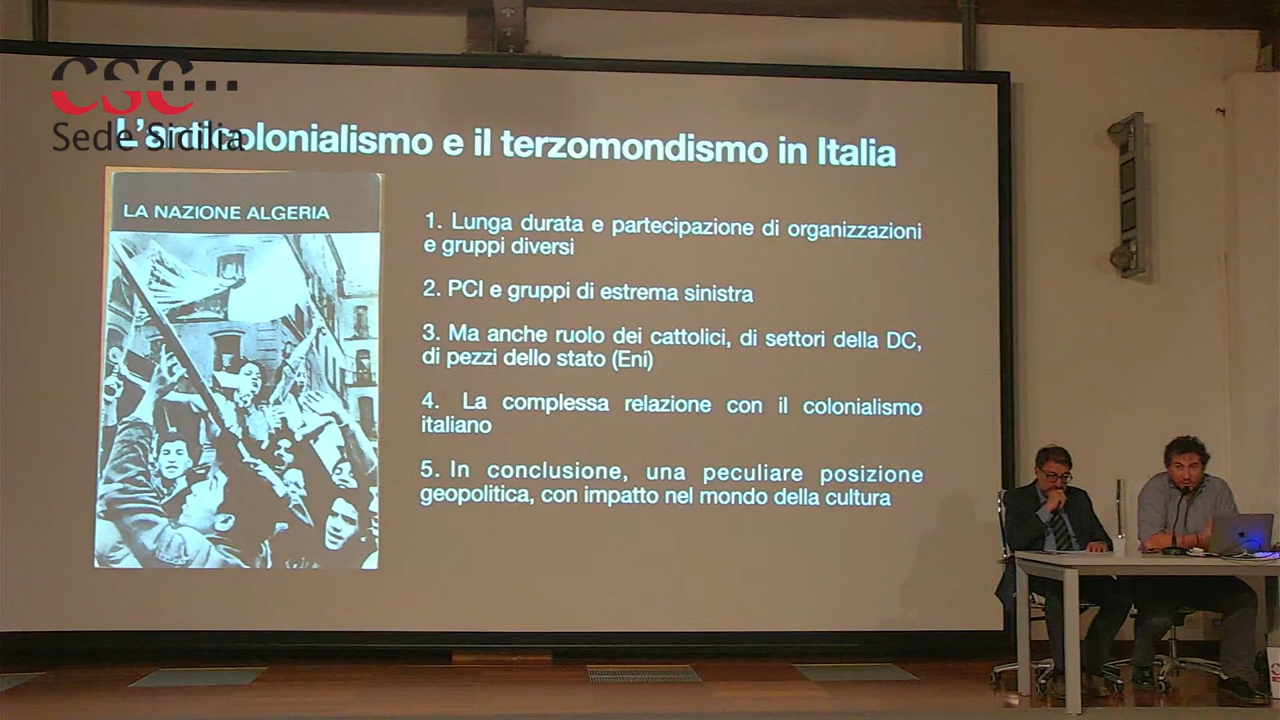 CSC
Sede Sicilia
L'anticolonialismo e il terzomondismo in Italia
LA NAZIONE ALGERIA
1. Lunga durata e partecipazione di organizzazioni
e gruppi diversi
2. PCI e gruppi di estrema sinistra
3. Ma anche ruolo dei cattolici, di settori della DC,
di pezzi dello stato (Eni)
4. La complessa relazione con il colonialismo
italiano
5. In conclusione, una peculiare posizione
geopolitica, con impatto nel mondo della cultura